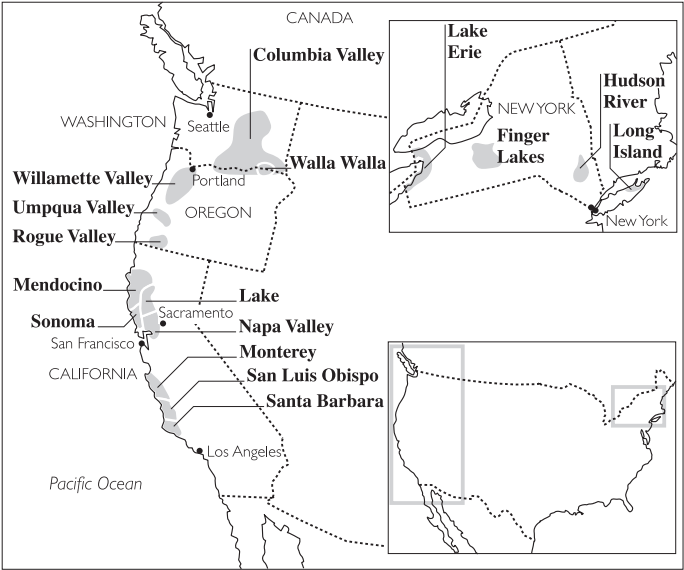 CANADA
Columbia Valley
WASHINGTON
Seattle
Walla Walla
Willamette Valley
Portland
Umpqua Valley
OREGON
Rogue Valley
Mendocino
Lake
Sacramento
Sonoma
Napa Valley
San Francisco
Monterey
CALIFORNIA
San Luis Obispo
Santa Barbara
Los Angeles
Pacific Ocean
Lake
Erie
NEW YORK
Hudson
River
Finger
Lakes
Long
Island
New York